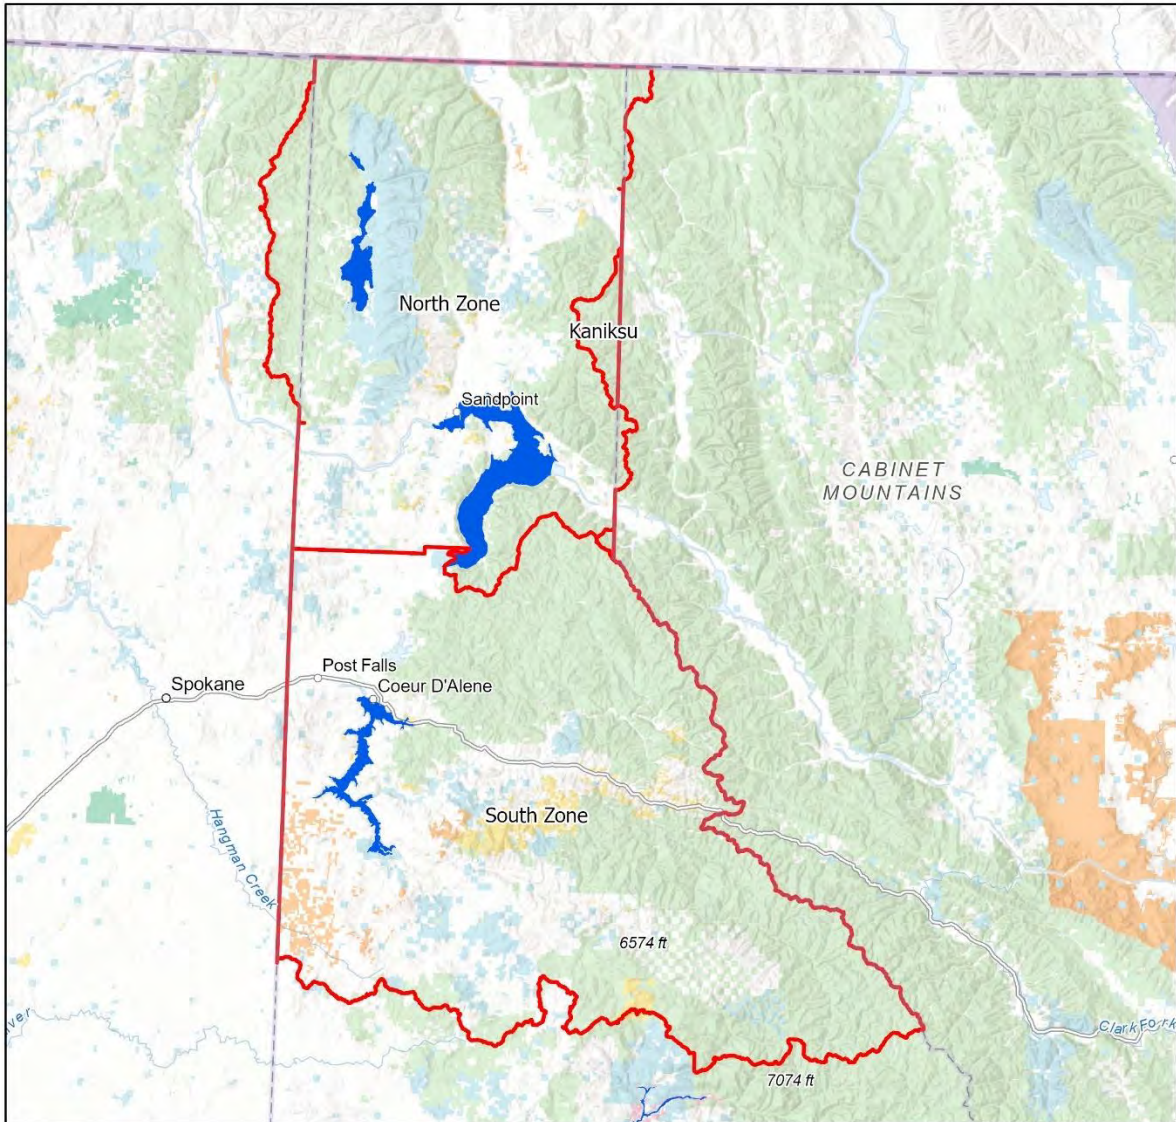 North Zone
Kaniksu
Sandpoint
CABINET
MOUNTAINS
Post Falls
Spokane
Coeur D'Alene
South Zone
Hangman Creek
6574 ft
iver
Clark Fork
7074 ft